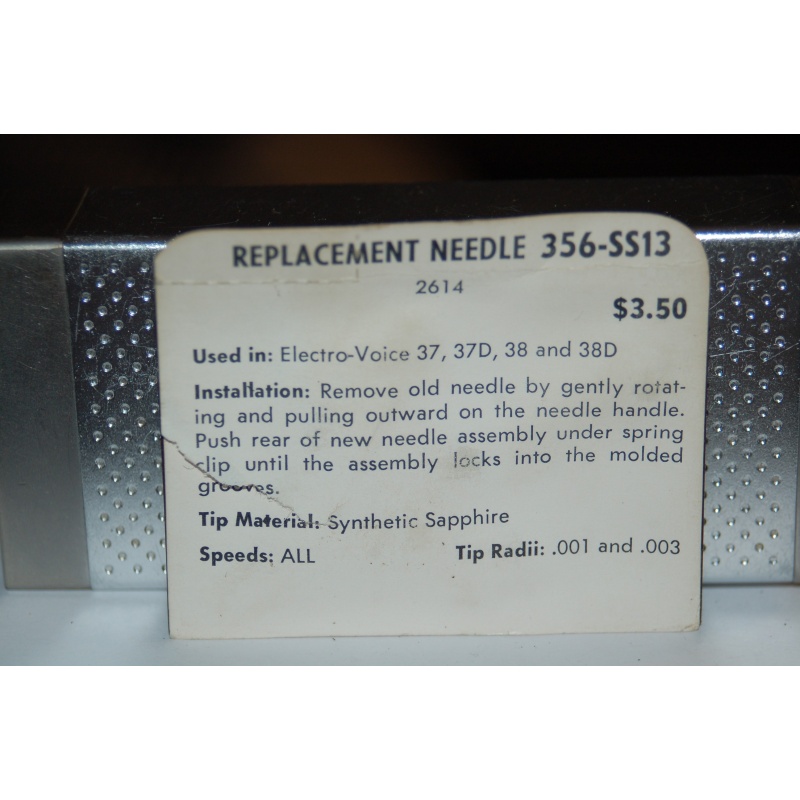 REPLACEMENT NEEDLE 356-SS13
2614
$3.50
Used in: Electro-Voice 37, 37D, 38 and 38D
Installation: Remove old needle by gently rotat-
ing and pulling outward on the needle handle.
Push rear of new needle assembly under spring
clip until the assembly locks into the molded
grooves.
Tip Material: Synthetic Sapphire
Speeds: ALL Tip Radii: .001 and .003